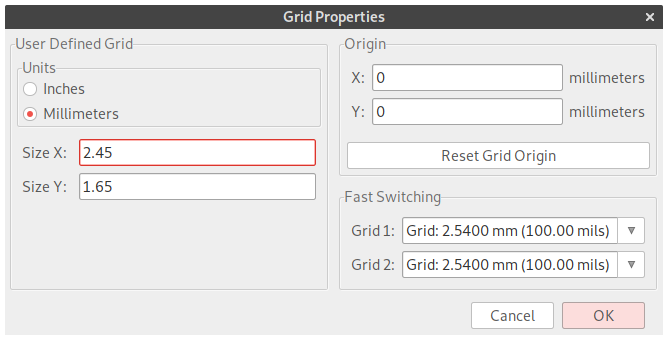 Grid Properties
User Defined Grid
Units
Inches
Millimeters
Size X: 2.45
Size Y: 1.65
Origin
X: 0 millimeters
Y: 0 millimeters
Reset Grid Origin
Fast Switching
Grid 1: Grid: 2.5400 mm (100.00 mils)
Grid 2: Grid: 2.5400 mm (100.00 mils)
Cancel OK